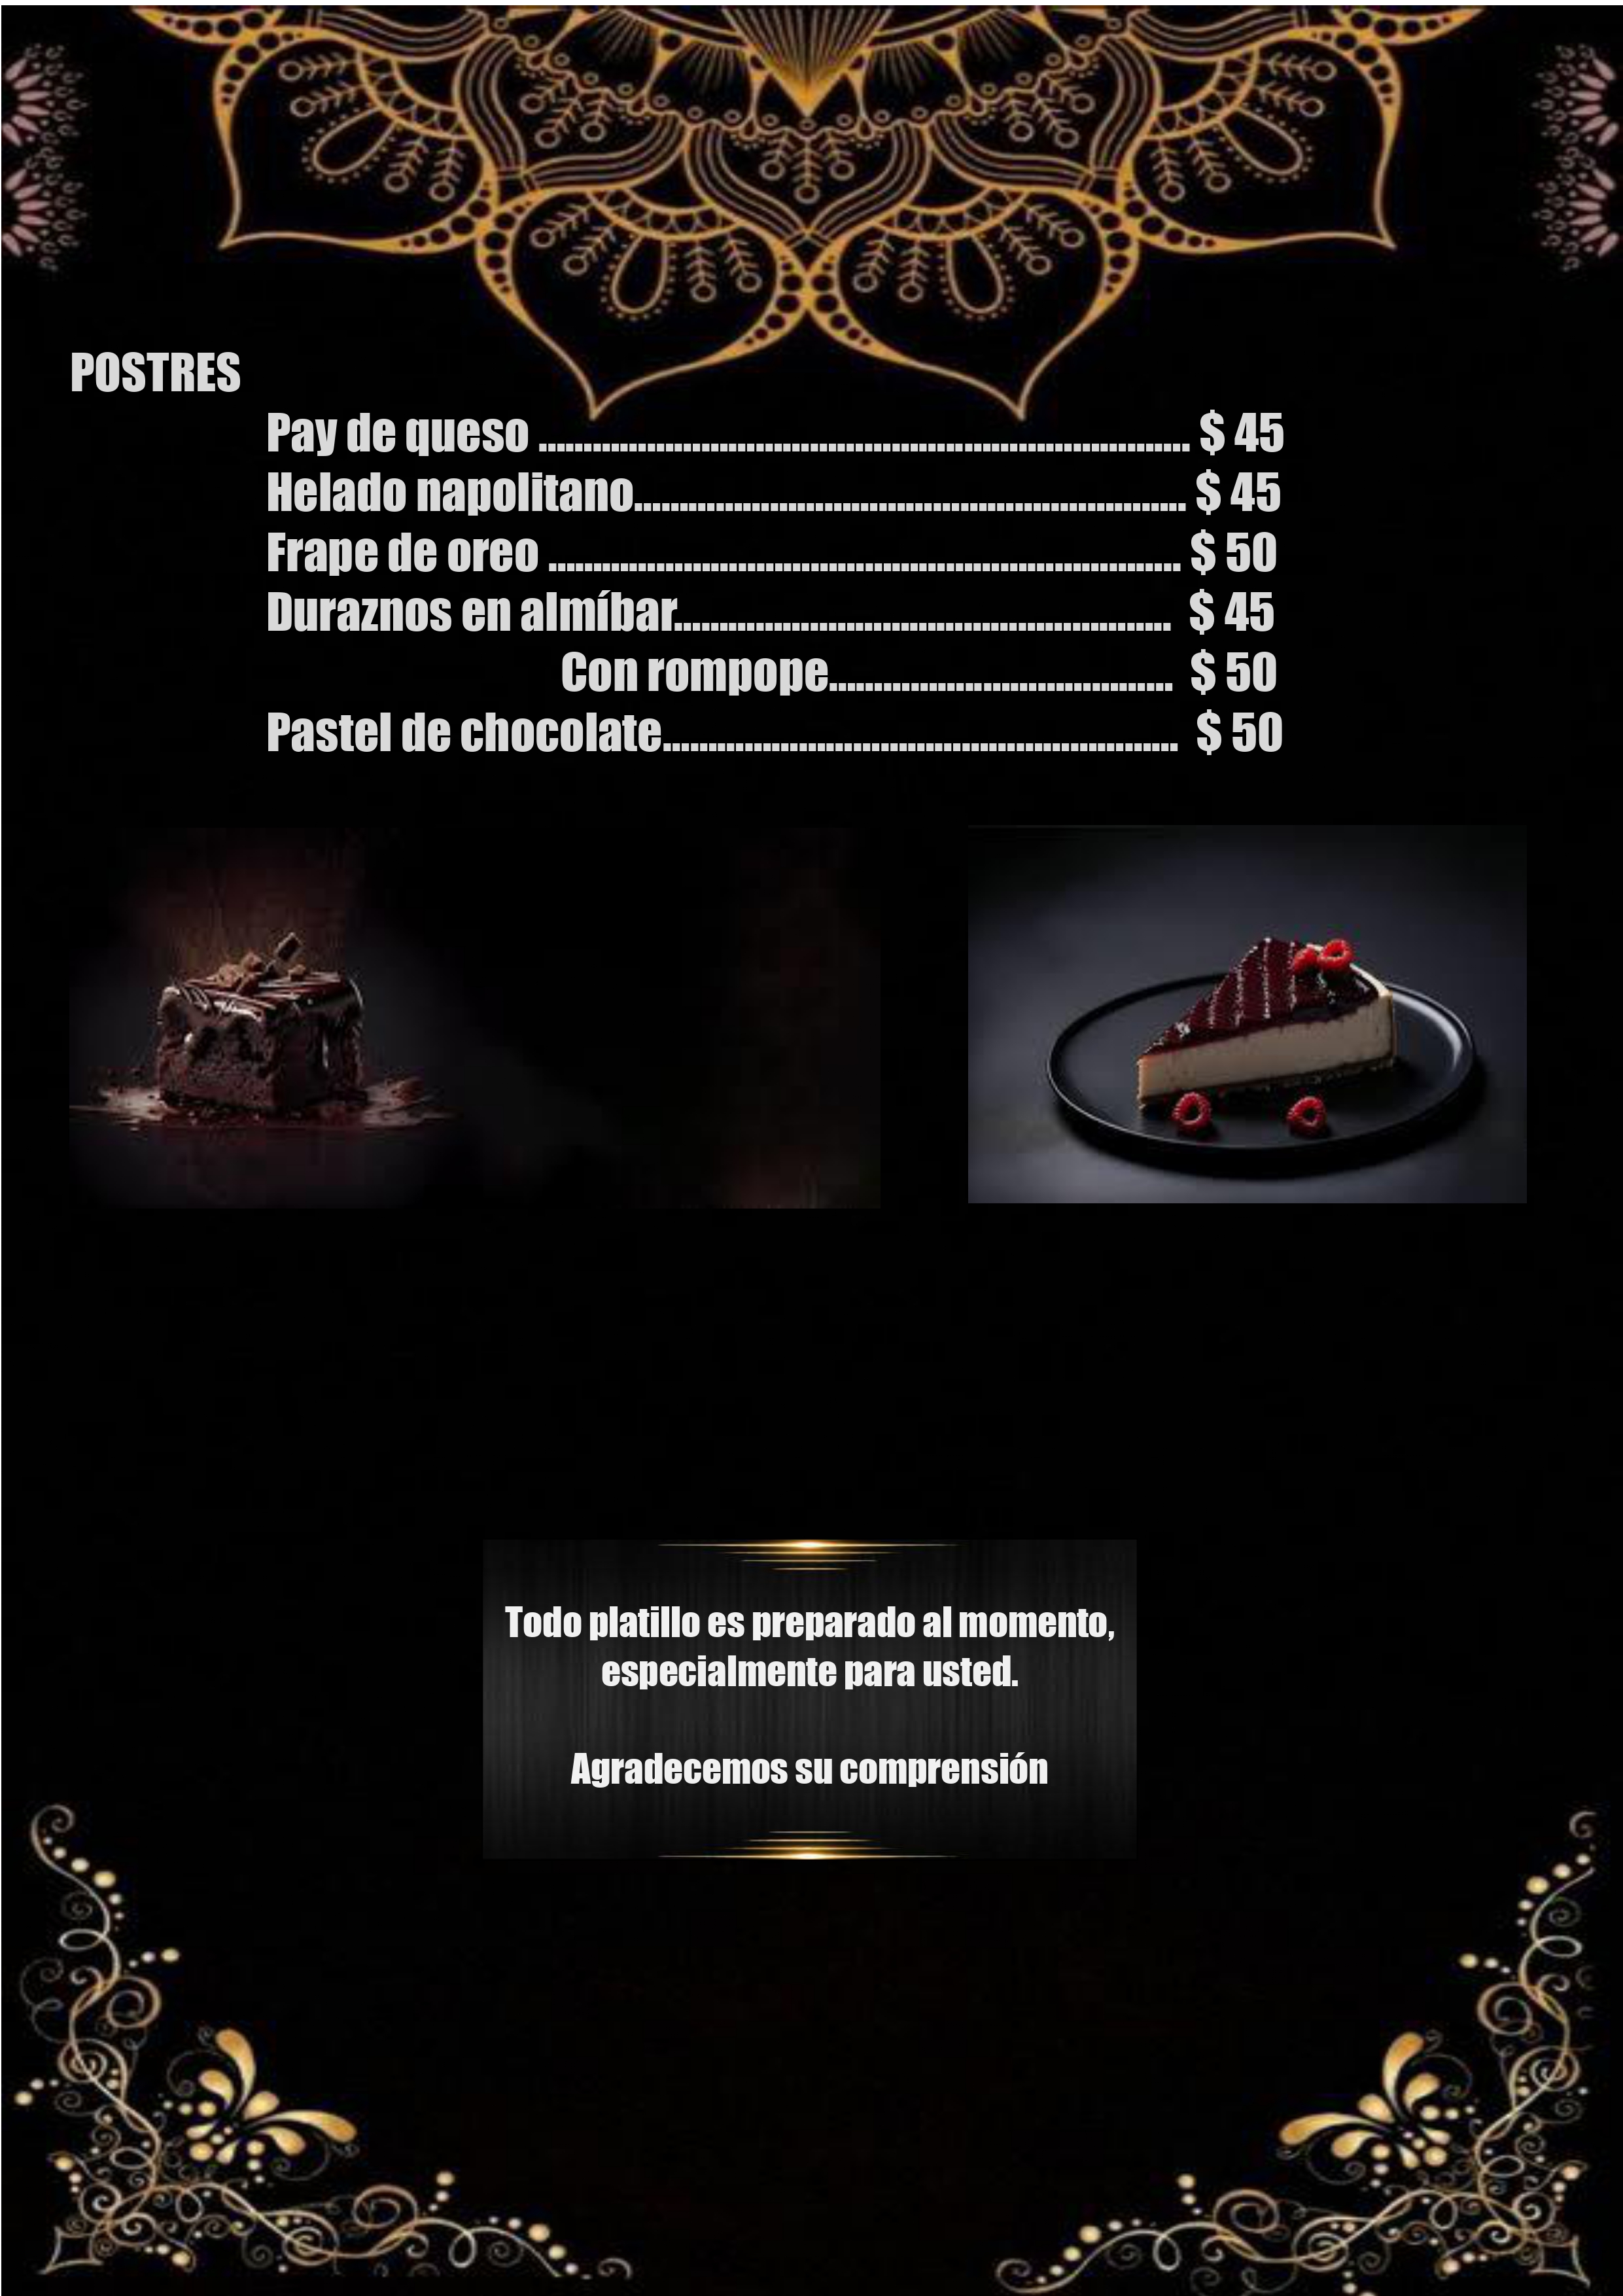 POSTRES
Pay de queso ........................................................................ $ 45
Helado napolitano............................................................. $ 45
Frape de oreo ...................................................................... $ 50
Duraznos en almíbar....................................................... $ 45
Con rompope...................................... $ 50
Pastel de chocolate......................................................... $ 50
Todo platillo es preparado al momento,
especialmente para usted.
Agradecemos su comprensión